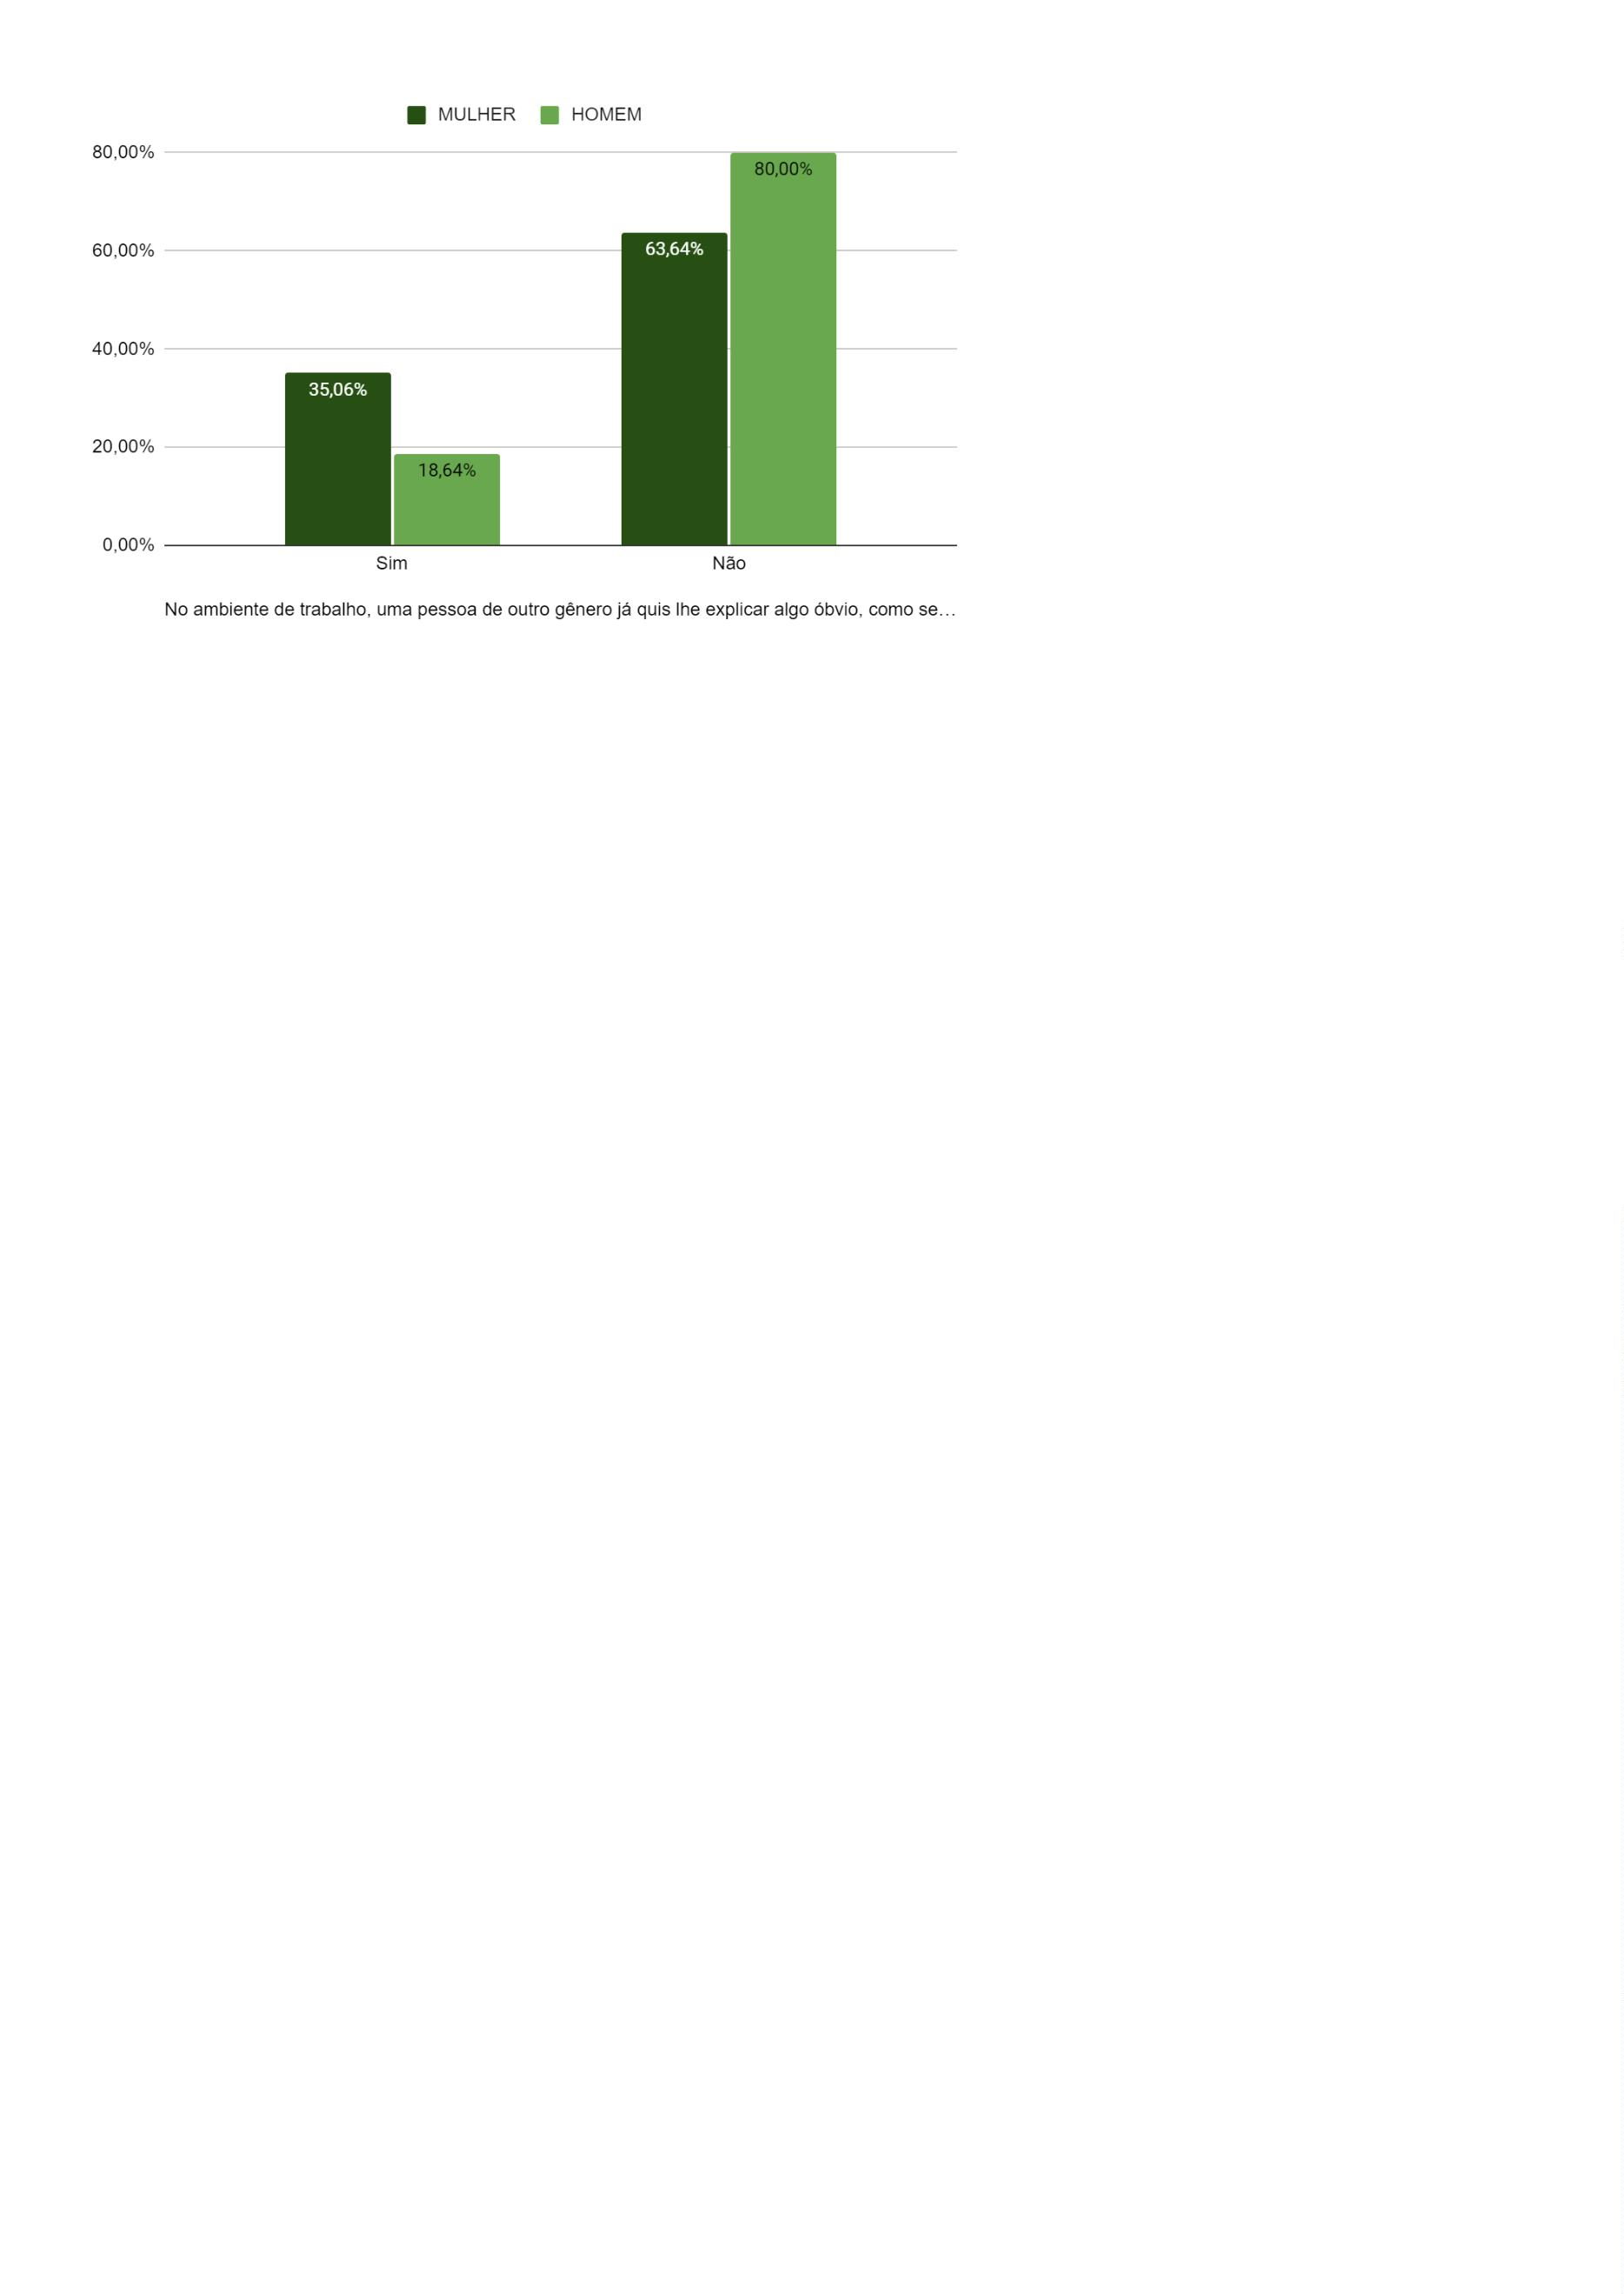 MULHER HOMEM
80,00%
60,00%
40,00%
20,00%
0,00%
35,06%
18,64%
63,64%
80,00%
Sim
Não
No ambiente de trabalho, uma pessoa de outro gênero já quis lhe explicar algo óbvio, como se…